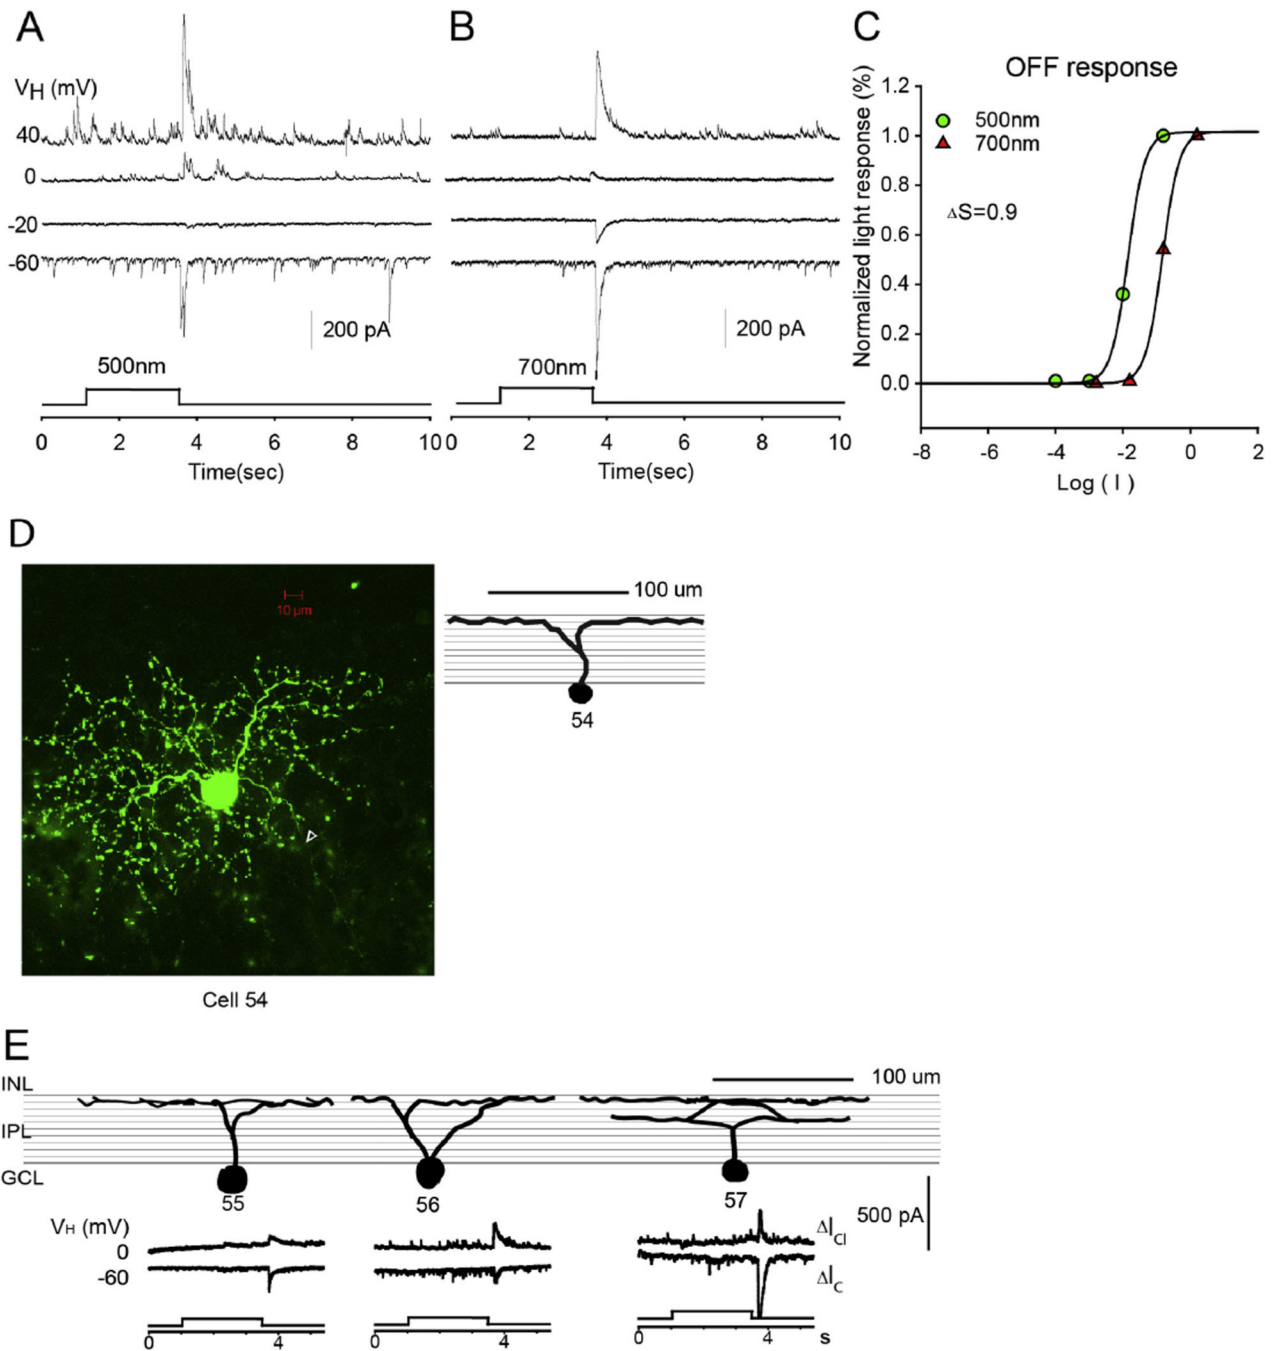 A
V_H (mV)
40
0
-20
-60
200 pA
500nm
0 2 4 6 8 10
Time(sec)
B
200 pA
700nm
0 2 4 6 8 10
Time(sec)
C
OFF response
Normalized light response (%)
1.2
1.0
0.8
0.6
0.4
0.2
0.0
500nm
700nm
ΔS=0.9
-8 -6 -4 -2 0 2
Log ( I )
D
10 µm
Cell 54
100 um
54
E
INL
IPL
GCL
100 um
55
56
57
500 pA
V_H (mV)
0
-60
ΔI_Cl
ΔI_C
0 4
0 4
0 4 s